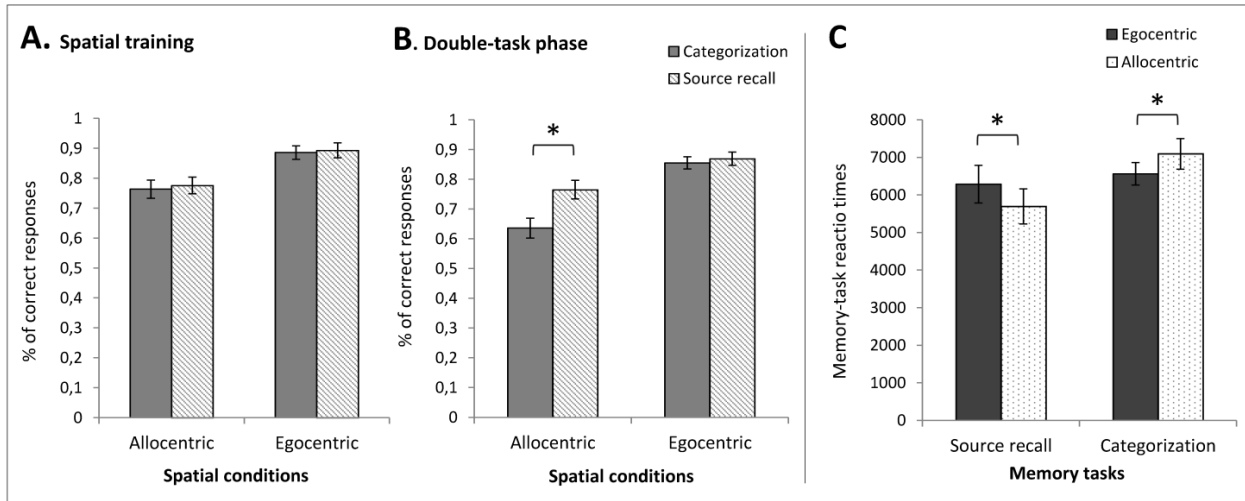 A. Spatial training
% of correct responses
1
0,9
0,8
0,7
0,6
0,5
0,4
0,3
0,2
0,1
0
Allocentric
Egocentric
Spatial conditions
B. Double-task phase
Categorization
Source recall
% of correct responses
1
0,9
0,8
0,7
0,6
0,5
0,4
0,3
0,2
0,1
0
*
Allocentric
Egocentric
Spatial conditions
C
Egocentric
Allocentric
Memory-task reactio times
8000
7000
6000
5000
4000
3000
2000
1000
0
*
*
Source recall
Categorization
Memory tasks